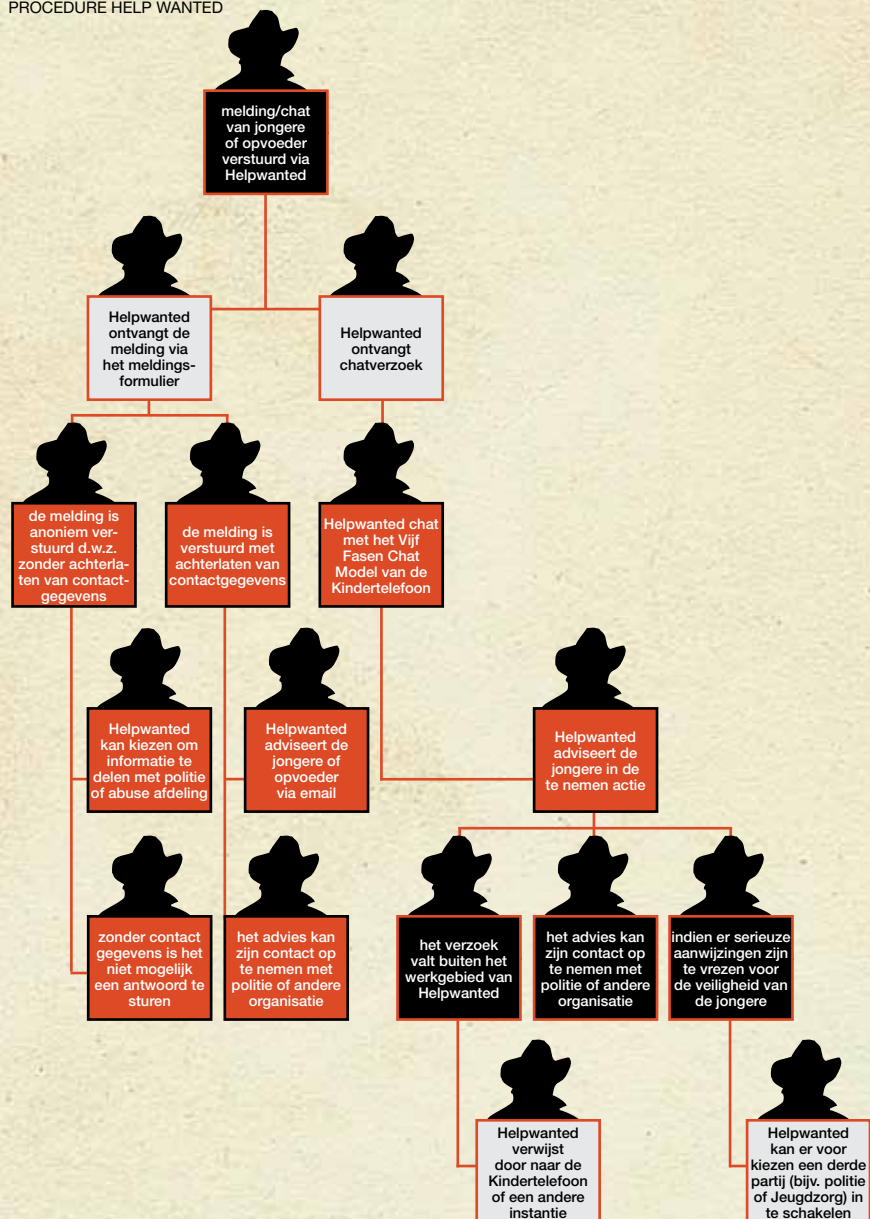 PROCEDURE HELP WANTED
melding/chat
van jongere
of opvoeder
verstuurd via
Helpwanted
Helpwanted
ontvangt de
melding via
het meldings-
formulier
Helpwanted
ontvangt
chatverzoek
de melding is
anoniem ver-
stuurd d.w.z.
zonder achterla-
ten van contact-
gegevens
de melding is
verstuurd met
achterlaten van
contactgegevens
Helpwanted chat
met het Vijf
Fasen Chat
Model van de
Kindertelefoon
Helpwanted
kan kiezen om
informatie te
delen met politie
of abuse afdeling
Helpwanted
adviseert de
jongere of
opvoeder
via email
Helpwanted
adviseert de
jongere in de
te nemen actie
zonder contact
gegevens is het
niet mogelijk
een antwoord te
sturen
het advies kan
zijn contact op
te nemen met
politie of andere
organisatie
het verzoek
valt buiten het
werkgebied van
Helpwanted
het advies kan
zijn contact op
te nemen met
politie of andere
organisatie
indien er serieuze
aanwijzingen zijn
te vrezen voor
de veiligheid van
de jongere
Helpwanted
verwijst
door naar de
Kindertelefoon
of een andere
instantie
Helpwanted
kan er voor
kiezen een derde
partij (bijv. politie
of Jeugdzorg) in
te schakelen